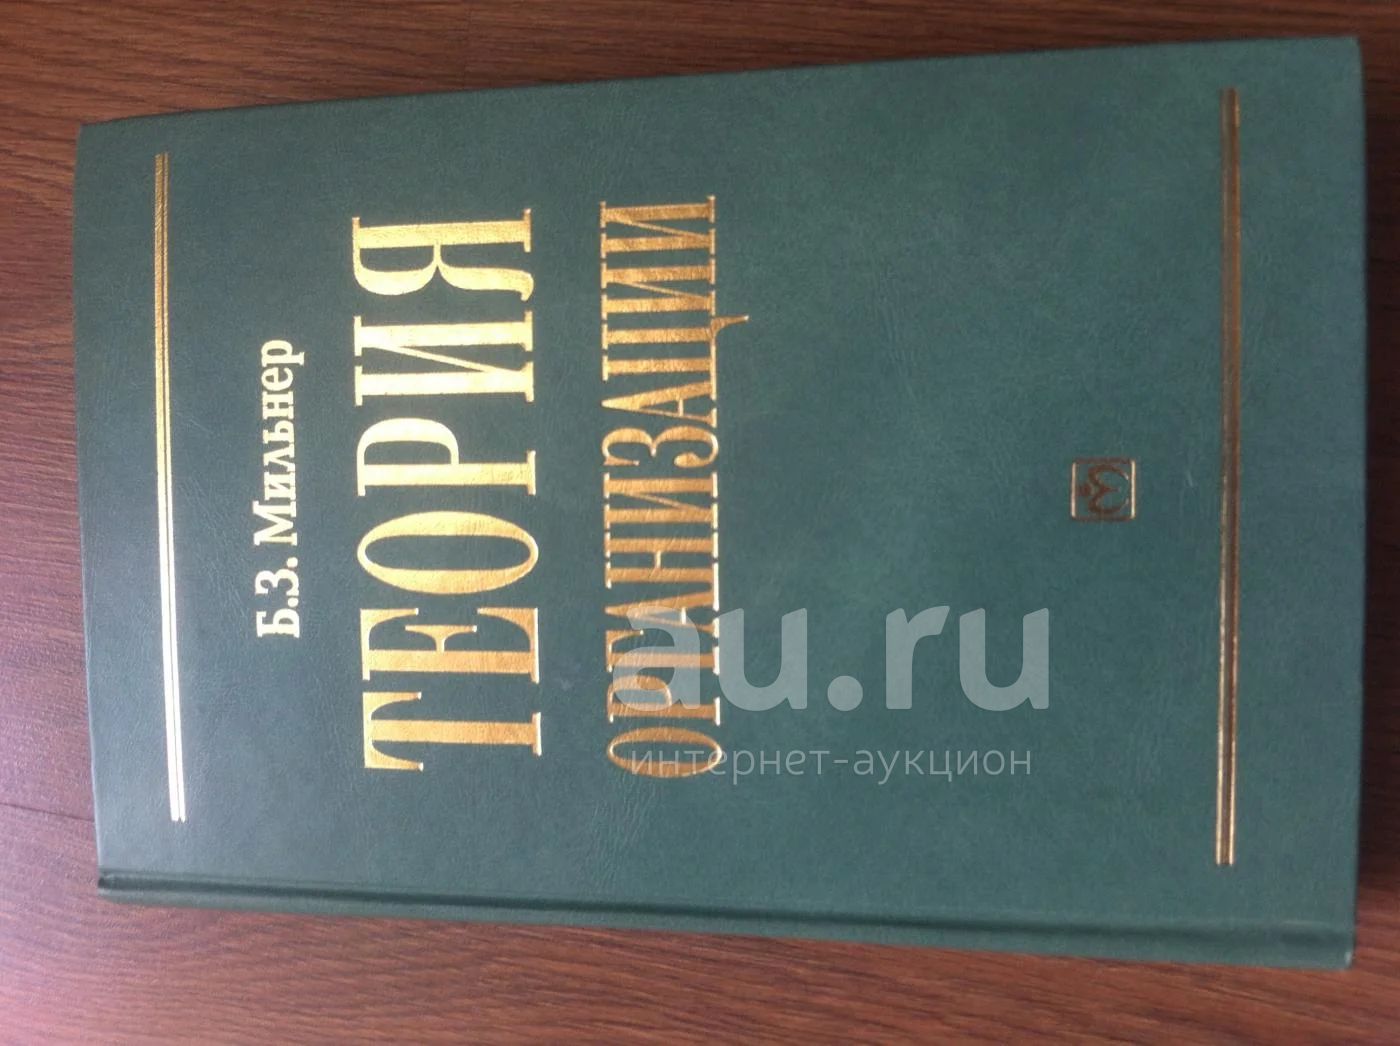 Б.З. Мильнер
ТЕОРИЯ
ОРГАНИЗАЦИИ
au.ru
интернет-аукцион